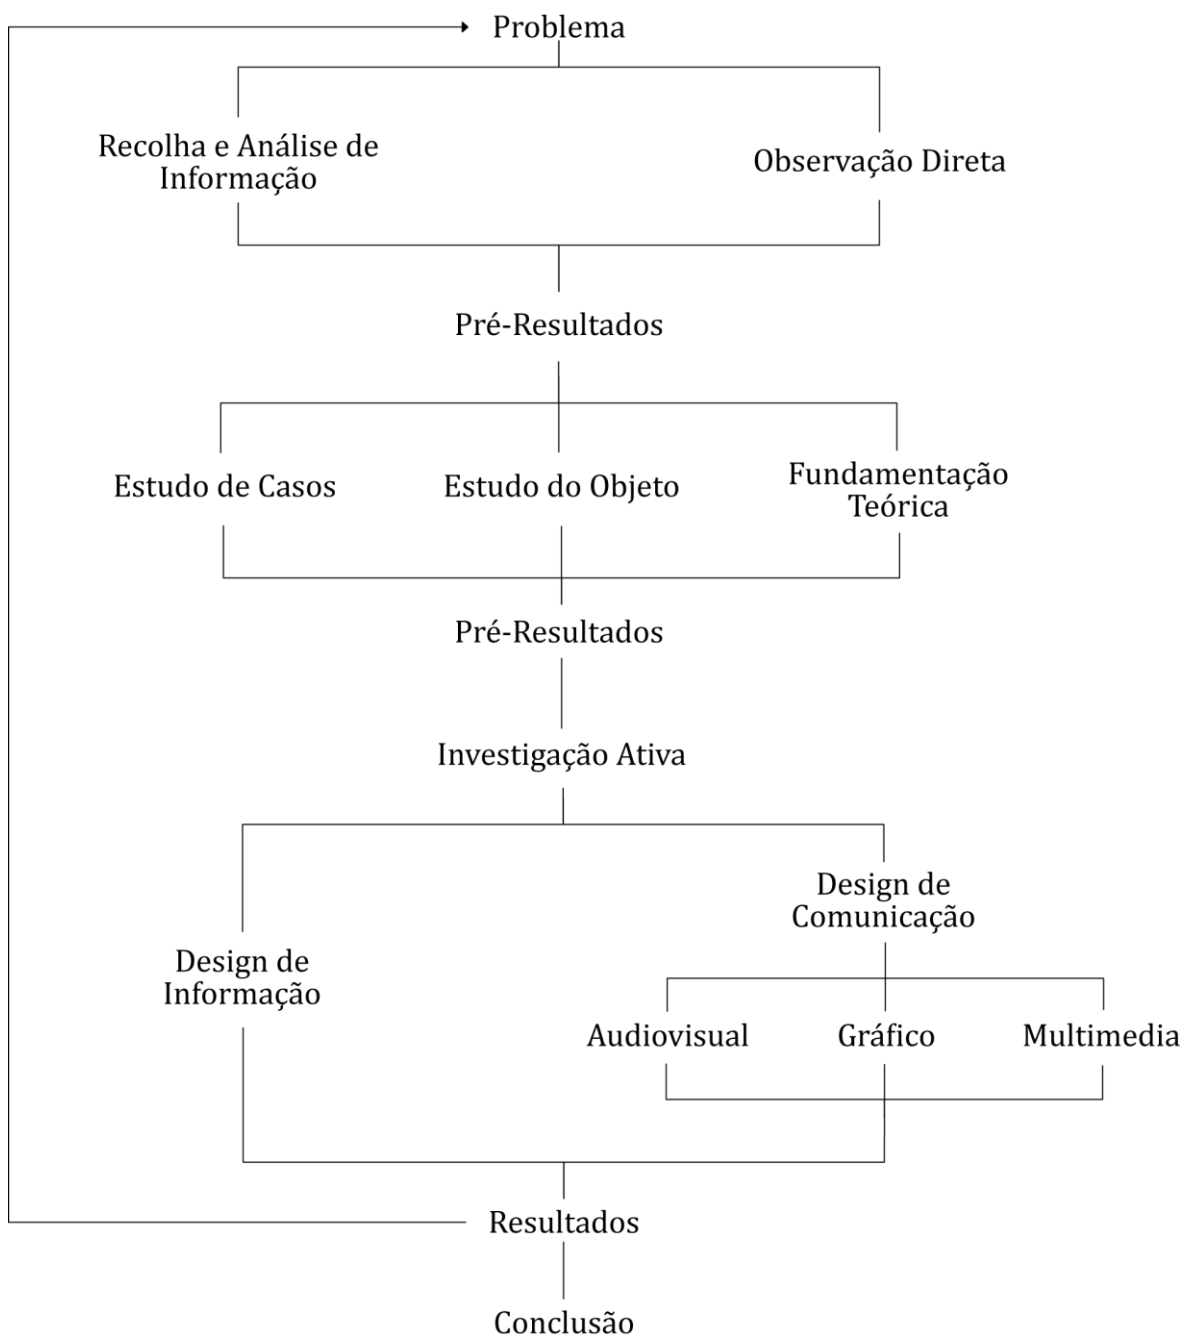 Problema
Recolha e Análise de
Informação
Observação Direta
Pré-Resultados
Estudo de Casos
Estudo do Objeto
Fundamentação
Teórica
Pré-Resultados
Investigação Ativa
Design de
Informação
Design de
Comunicação
Audiovisual
Gráfico
Multimedia
Resultados
Conclusão